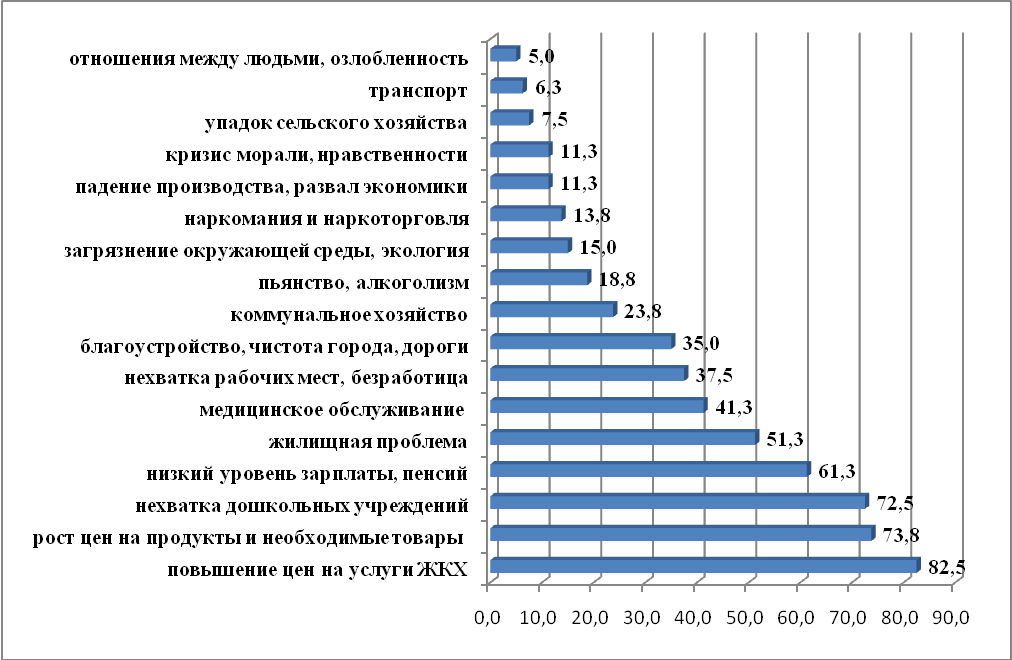 отношения между людьми, озлобленность 5,0
транспорт 6,3
упадок сельского хозяйства 7,5
кризис морали, нравственности 11,3
падение производства, развал экономики 11,3
наркомания и наркоторговля 13,8
загрязнение окружающей среды, экология 15,0
пьянство, алкоголизм 18,8
коммунальное хозяйство 23,8
благоустройство, чистота города, дороги 35,0
нехватка рабочих мест, безработица 37,5
медицинское обслуживание 41,3
жилищная проблема 51,3
низкий уровень зарплаты, пенсий 61,3
нехватка дошкольных учреждений 72,5
рост цен на продукты и необходимые товары 73,8
повышение цен на услуги ЖКХ 82,5
0,0 10,0 20,0 30,0 40,0 50,0 60,0 70,0 80,0 90,0